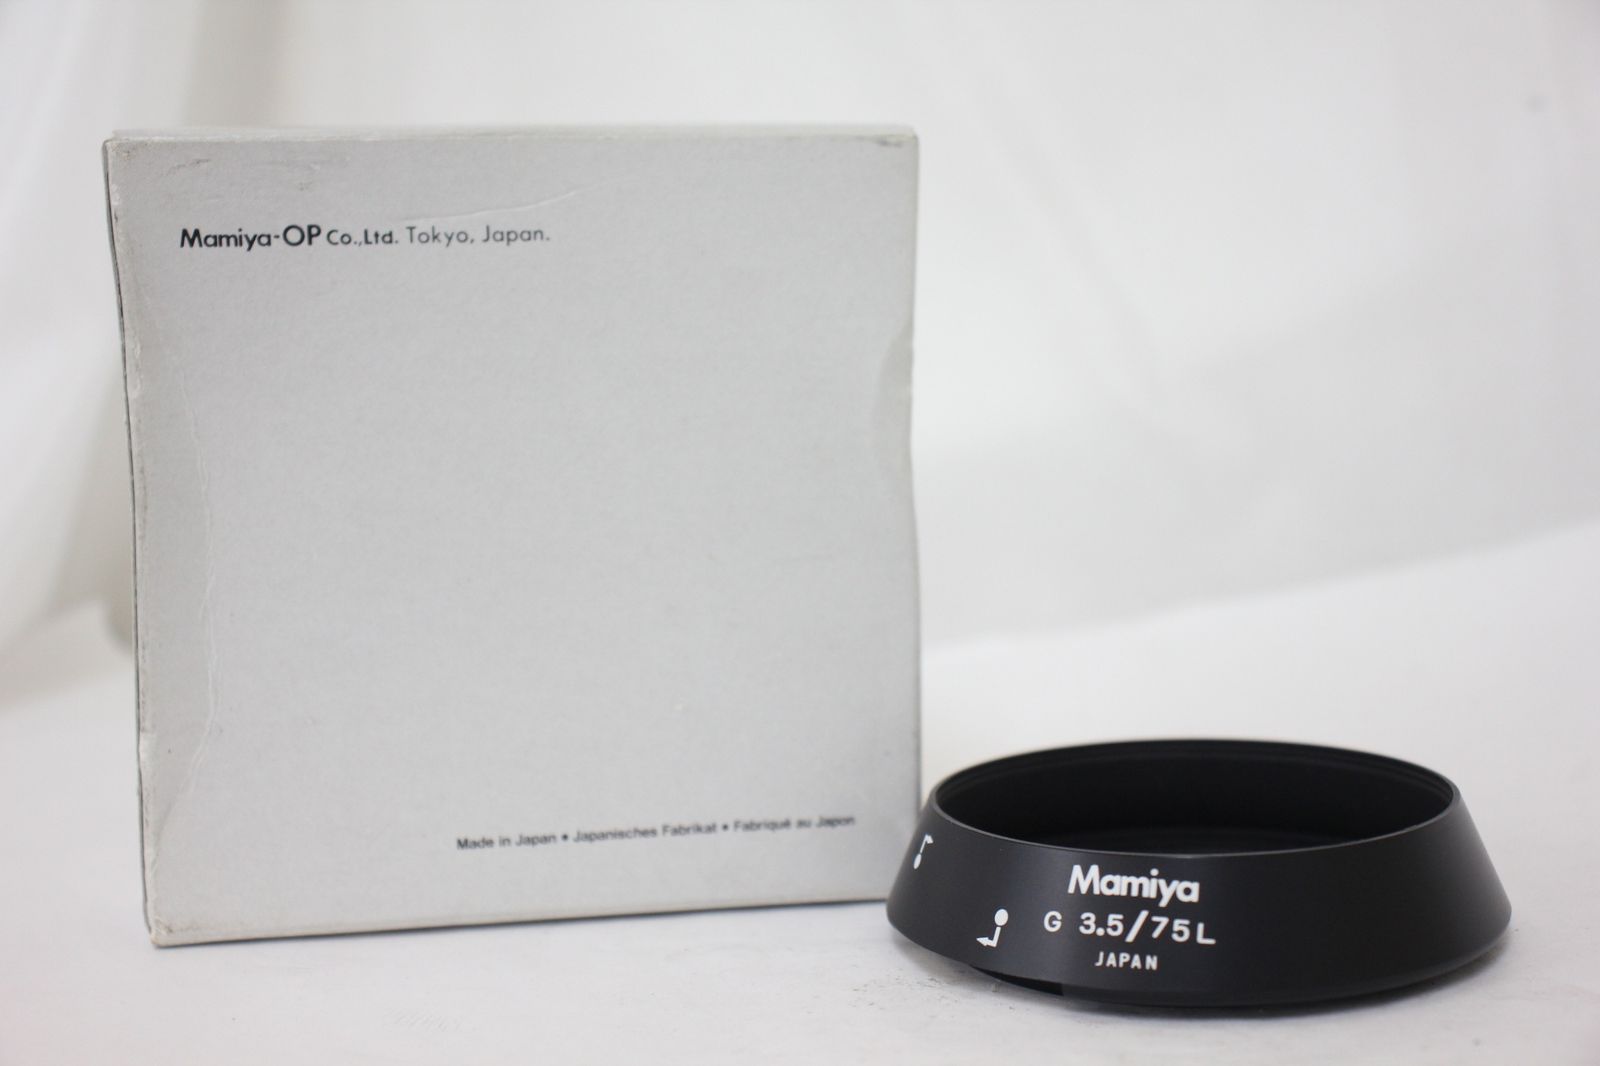 Mamiya-OP Co.,Ltd. Tokyo, Japan.
Made in Japan • Japanisches Fabrikat • Fabriqué au Japon
Mamiya
G 3.5/75L
JAPAN